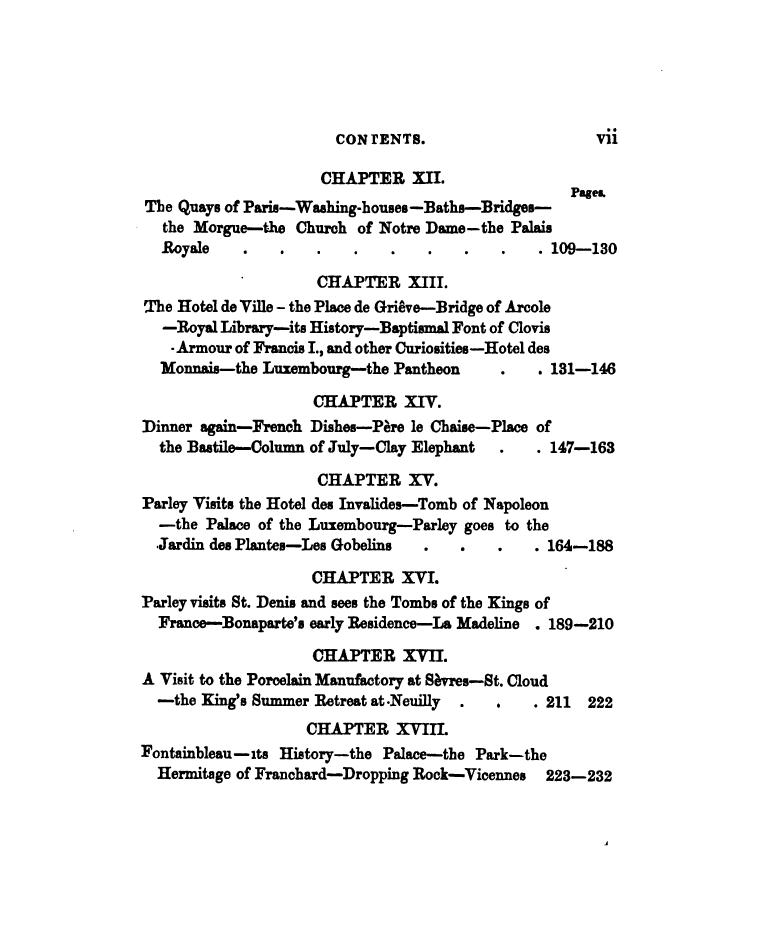 CONTENTS. vii
CHAPTER XII.
Pages.
The Quays of Paris—Washing-houses—Baths—Bridges—
the Morgue—the Church of Notre Dame—the Palais
Royale . . . . . . . . . 109—130
CHAPTER XIII.
The Hotel de Ville – the Place de Griêve—Bridge of Arcole
—Royal Library—its History—Baptismal Font of Clovis
-Armour of Francis I., and other Curiosities—Hotel des
Monnais—the Luxembourg—the Pantheon . . 131—146
CHAPTER XIV.
Dinner again—French Dishes—Père le Chaise—Place of
the Bastile—Column of July—Clay Elephant . . 147—163
CHAPTER XV.
Parley Visits the Hotel des Invalides—Tomb of Napoleon
—the Palace of the Luxembourg—Parley goes to the
Jardin des Plantes—Les Gobelins . . . . 164—188
CHAPTER XVI.
Parley visits St. Denis and sees the Tombs of the Kings of
France—Bonaparte's early Residence—La Madeline . 189—210
CHAPTER XVII.
A Visit to the Porcelain Manufactory at Sèvres—St. Cloud
—the King's Summer Retreat at Neuilly . . . 211 222
CHAPTER XVIII.
Fontainbleau—its History—the Palace—the Park—the
Hermitage of Franchard—Dropping Rock—Vicennes 223—232